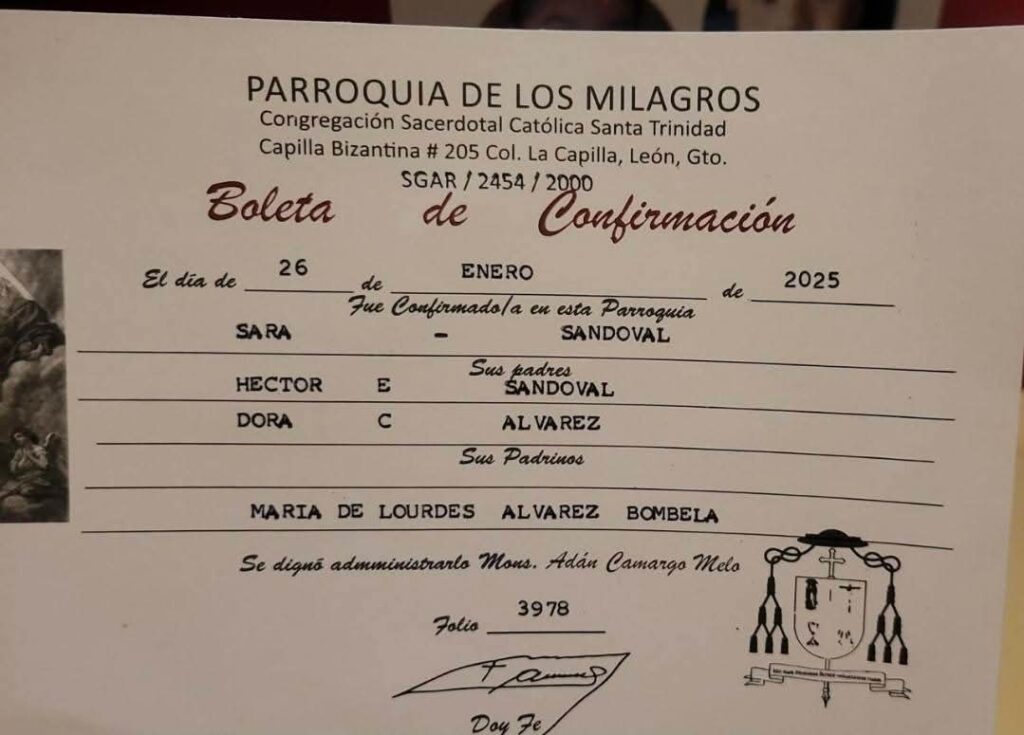 PARROQUIA DE LOS MILAGROS
Congregación Sacerdotal Católica Santa Trinidad
Capilla Bizantina # 205 Col. La Capilla, León, Gto.
SGAR / 2454 / 2000
Boleta de Confirmación
El día de 26 de ENERO de 2025
Fue Confirmado/a en esta Parroquia
SARA - SANDOVAL
Sus padres
HECTOR E SANDOVAL
DORA C ALVAREZ
Sus Padrinos
MARIA DE LOURDES ALVAREZ BOMBELA
Se dignó admministrarlo Mons. Adán Camargo Melo
Folio 3978
Doy Fe